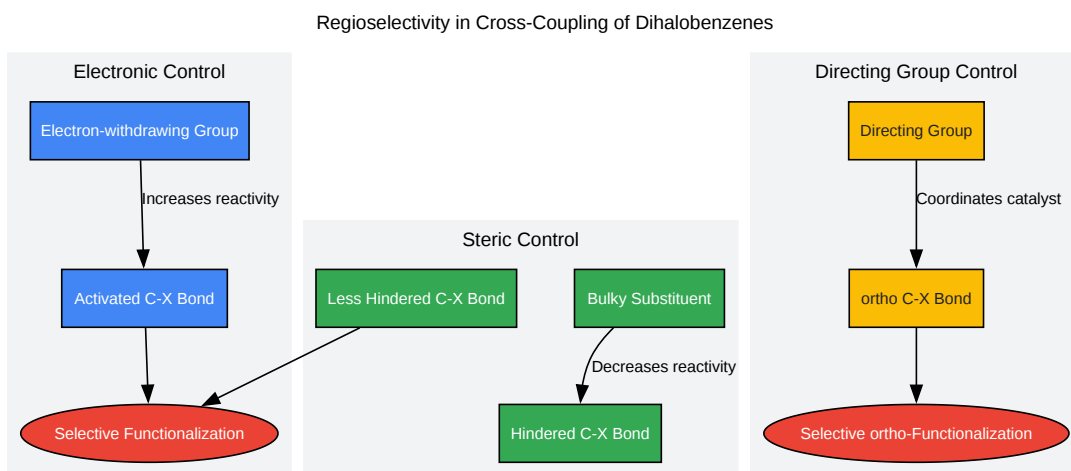 Regioselectivity in Cross-Coupling of Dihalobenzenes
Electronic Control
Electron-withdrawing Group
Increases reactivity
Activated C-X Bond
Selective Functionalization
Steric Control
Less Hindered C-X Bond
Bulky Substituent
Decreases reactivity
Hindered C-X Bond
Directing Group Control
Directing Group
Coordinates catalyst
ortho C-X Bond
Selective ortho-Functionalization